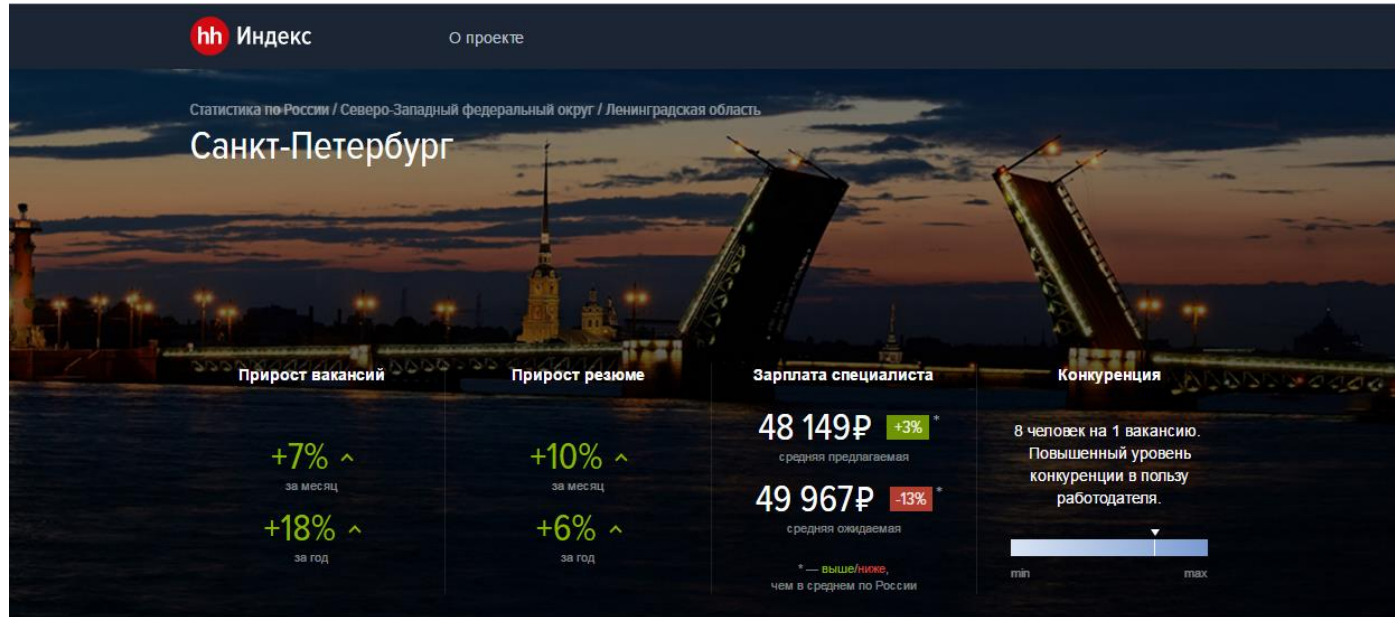 hh Индекс
О проекте
Статистика по России / Северо-Западный федеральный округ / Ленинградская область
Санкт-Петербург
Прирост вакансий
+7%
за месяц
+18%
за год
Прирост резюме
+10%
за месяц
+6%
за год
Зарплата специалиста
48 149₽ +3% *
средняя предлагаемая
49 967₽ -13% *
средняя ожидаемая
* — выше/ниже,
чем в среднем по России
Конкуренция
8 человек на 1 вакансию.
Повышенный уровень
конкуренции в пользу
работодателя.
min max